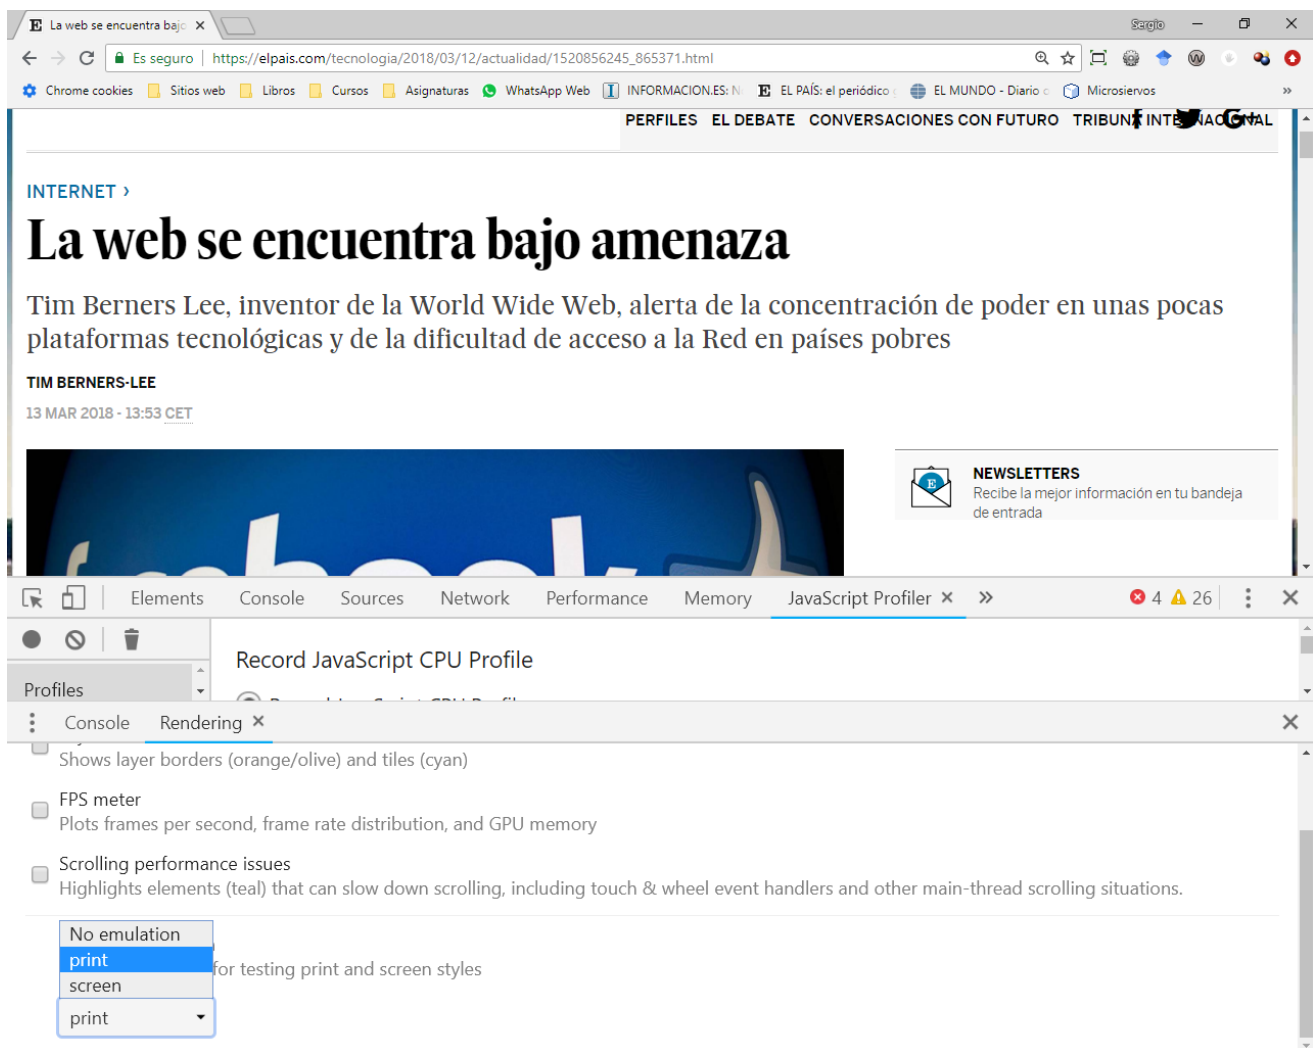 E La web se encuentra bajo
Sergio
Es seguro | https://elpais.com/tecnologia/2018/03/12/actualidad/1520856245_865371.html
Chrome cookies Sitios web Libros Cursos Asignaturas WhatsApp Web INFORMACION.ES: EL PAÍS: el periódico EL MUNDO - Diario Microsiervos »
PERFILES EL DEBATE CONVERSACIONES CON FUTURO
INTERNET ›
La web se encuentra bajo amenaza
Tim Berners Lee, inventor de la World Wide Web, alerta de la concentración de poder en unas pocas
plataformas tecnológicas y de la dificultad de acceso a la Red en países pobres
TIM BERNERS-LEE
13 MAR 2018 - 13:53 CET
NEWSLETTERS
Recibe la mejor información en tu bandeja
de entrada
Elements Console Sources Network Performance Memory JavaScript Profiler × » 4 26
Record JavaScript CPU Profile
Profiles
Console Rendering ×
Shows layer borders (orange/olive) and tiles (cyan)
FPS meter
Plots frames per second, frame rate distribution, and GPU memory
Scrolling performance issues
Highlights elements (teal) that can slow down scrolling, including touch & wheel event handlers and other main-thread scrolling situations.
No emulation
print
for testing print and screen styles
screen
print